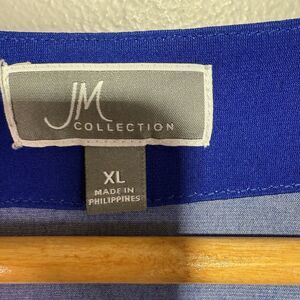 JM
COLLECTION
XL
MADE IN
PHILIPPINES